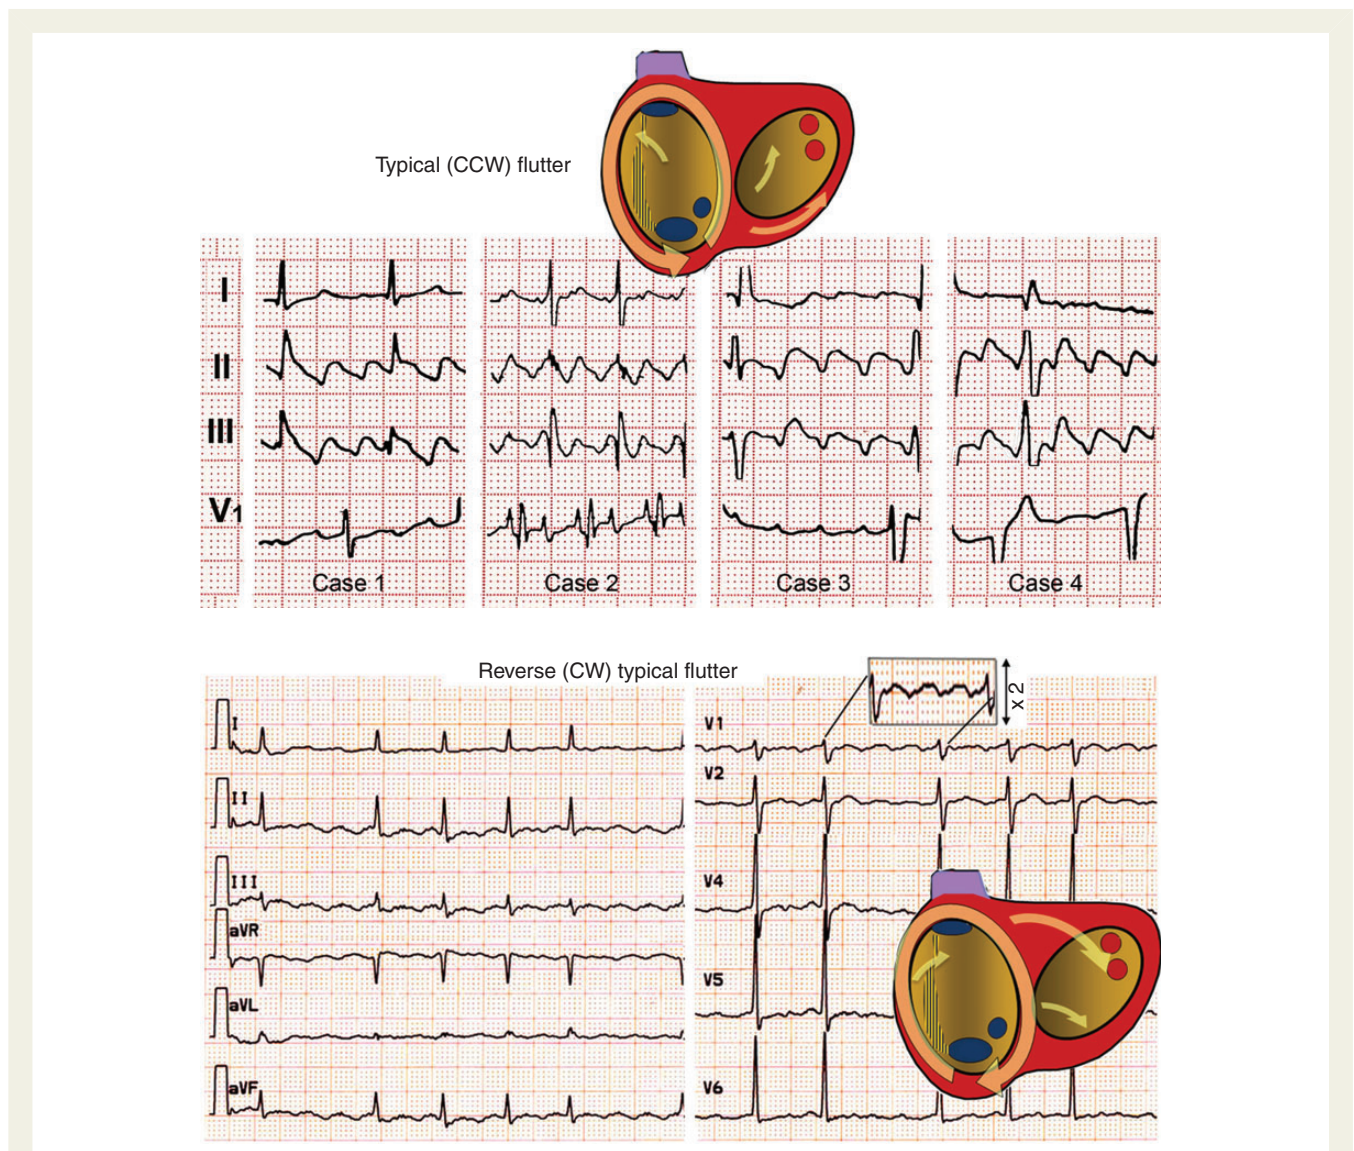 Typical (CCW) flutter
I
II
III
V1
Case 1
Case 2
Case 3
Case 4
Reverse (CW) typical flutter
x 2
I
II
III
aVR
aVL
aVF
V1
V2
V4
V5
V6